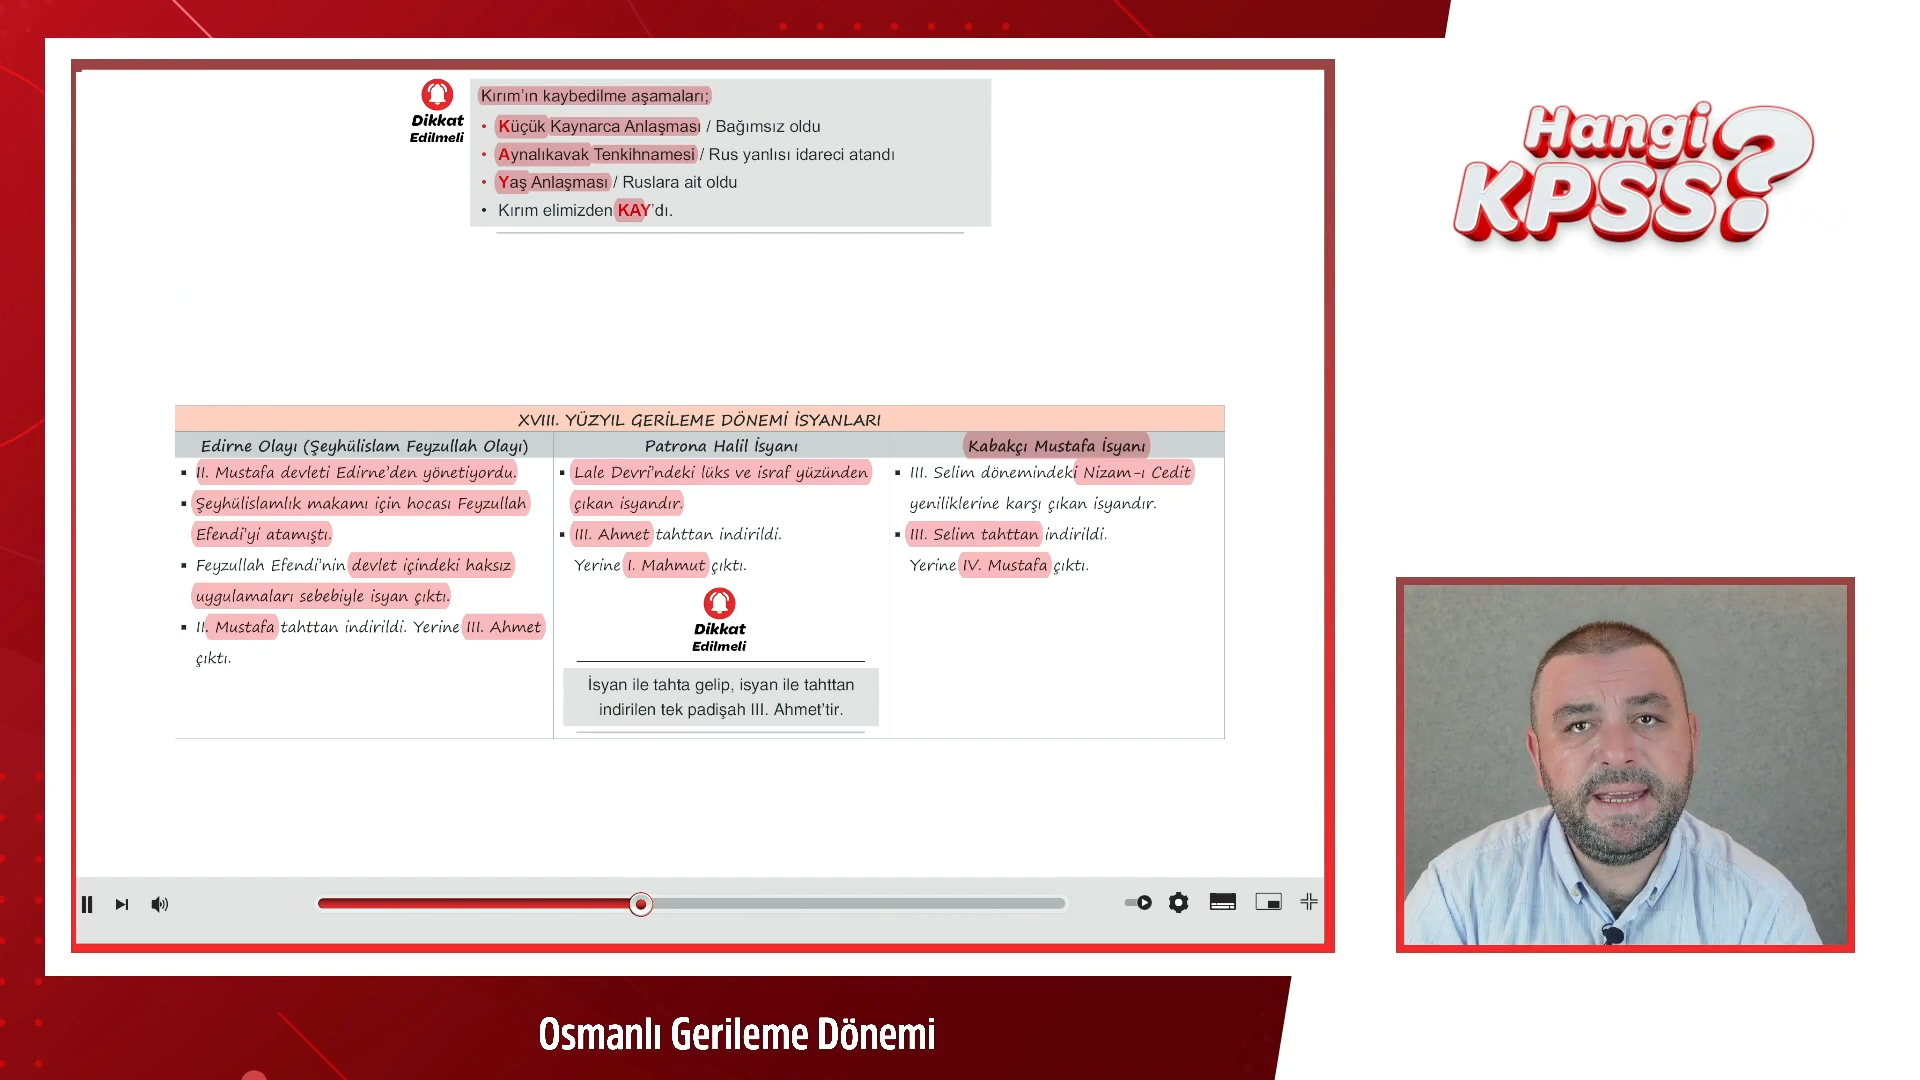 Dikkat
Edilmeli
Kırım'ın kaybedilme aşamaları;
• Küçük Kaynarca Anlaşması / Bağımsız oldu
• Aynalıkavak Tenkihnamesi / Rus yanlısı idareci atandı
• Yaş Anlaşması / Ruslara ait oldu
• Kırım elimizden KAY'dı.
Hangi
KPSS?
XVIII. YÜZYIL GERİLEME DÖNEMİ İSYANLARI
Edirne Olayı (Şeyhülislam Feyzullah Olayı)
▪ II. Mustafa devleti Edirne'den yönetiyordu.
▪ Şeyhülislamlık makamı için hocası Feyzullah
Efendi'yi atamıştı.
▪ Feyzullah Efendi'nin devlet içindeki haksız
uygulamaları sebebiyle isyan çıktı.
▪ II. Mustafa tahttan indirildi. Yerine III. Ahmet
çıktı.
Patrona Halil İsyanı
▪ Lale Devri'ndeki lüks ve israf yüzünden
çıkan isyandır.
▪ III. Ahmet tahttan indirildi.
Yerine I. Mahmut çıktı.
Dikkat
Edilmeli
İsyan ile tahta gelip, isyan ile tahttan
indirilen tek padişah III. Ahmet'tir.
Kabakçı Mustafa İsyanı
▪ III. Selim dönemindeki Nizam-ı Cedit
yeniliklerine karşı çıkan isyandır.
▪ III. Selim tahttan indirildi.
Yerine IV. Mustafa çıktı.
Osmanlı Gerileme Dönemi